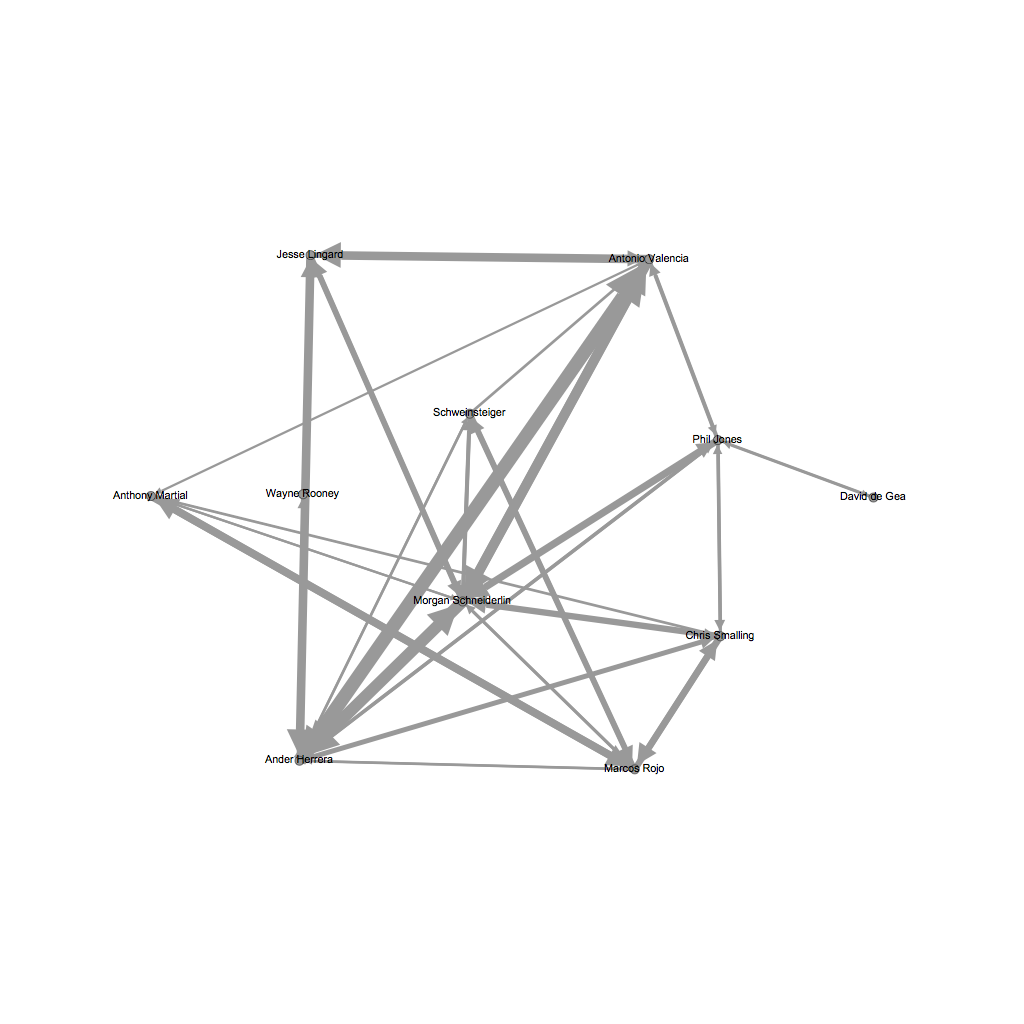 Jesse Lingard
Antonio Valencia
Schweinsteiger
Phil Jones
Anthony Martial
Wayne Rooney
David de Gea
Morgan Schneiderlin
Chris Smalling
Ander Herrera
Marcos Rojo